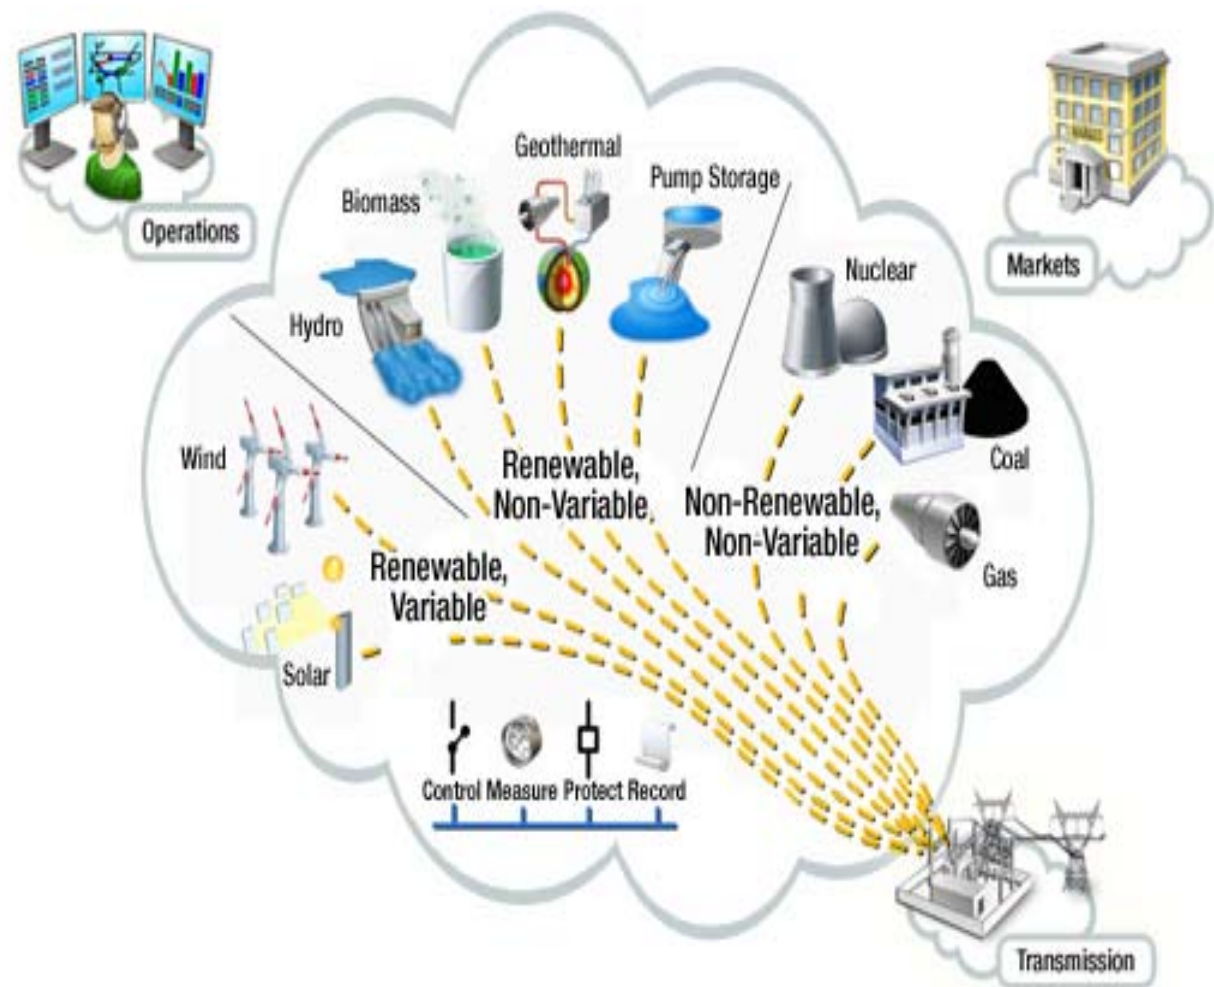 Operations
Markets
Geothermal
Pump Storage
Biomass
Nuclear
Hydro
Wind
Coal
Renewable,
Non-Variable
Non-Renewable,
Non-Variable
Gas
Renewable,
Variable
Solar
Control Measure Protect Record
Transmission